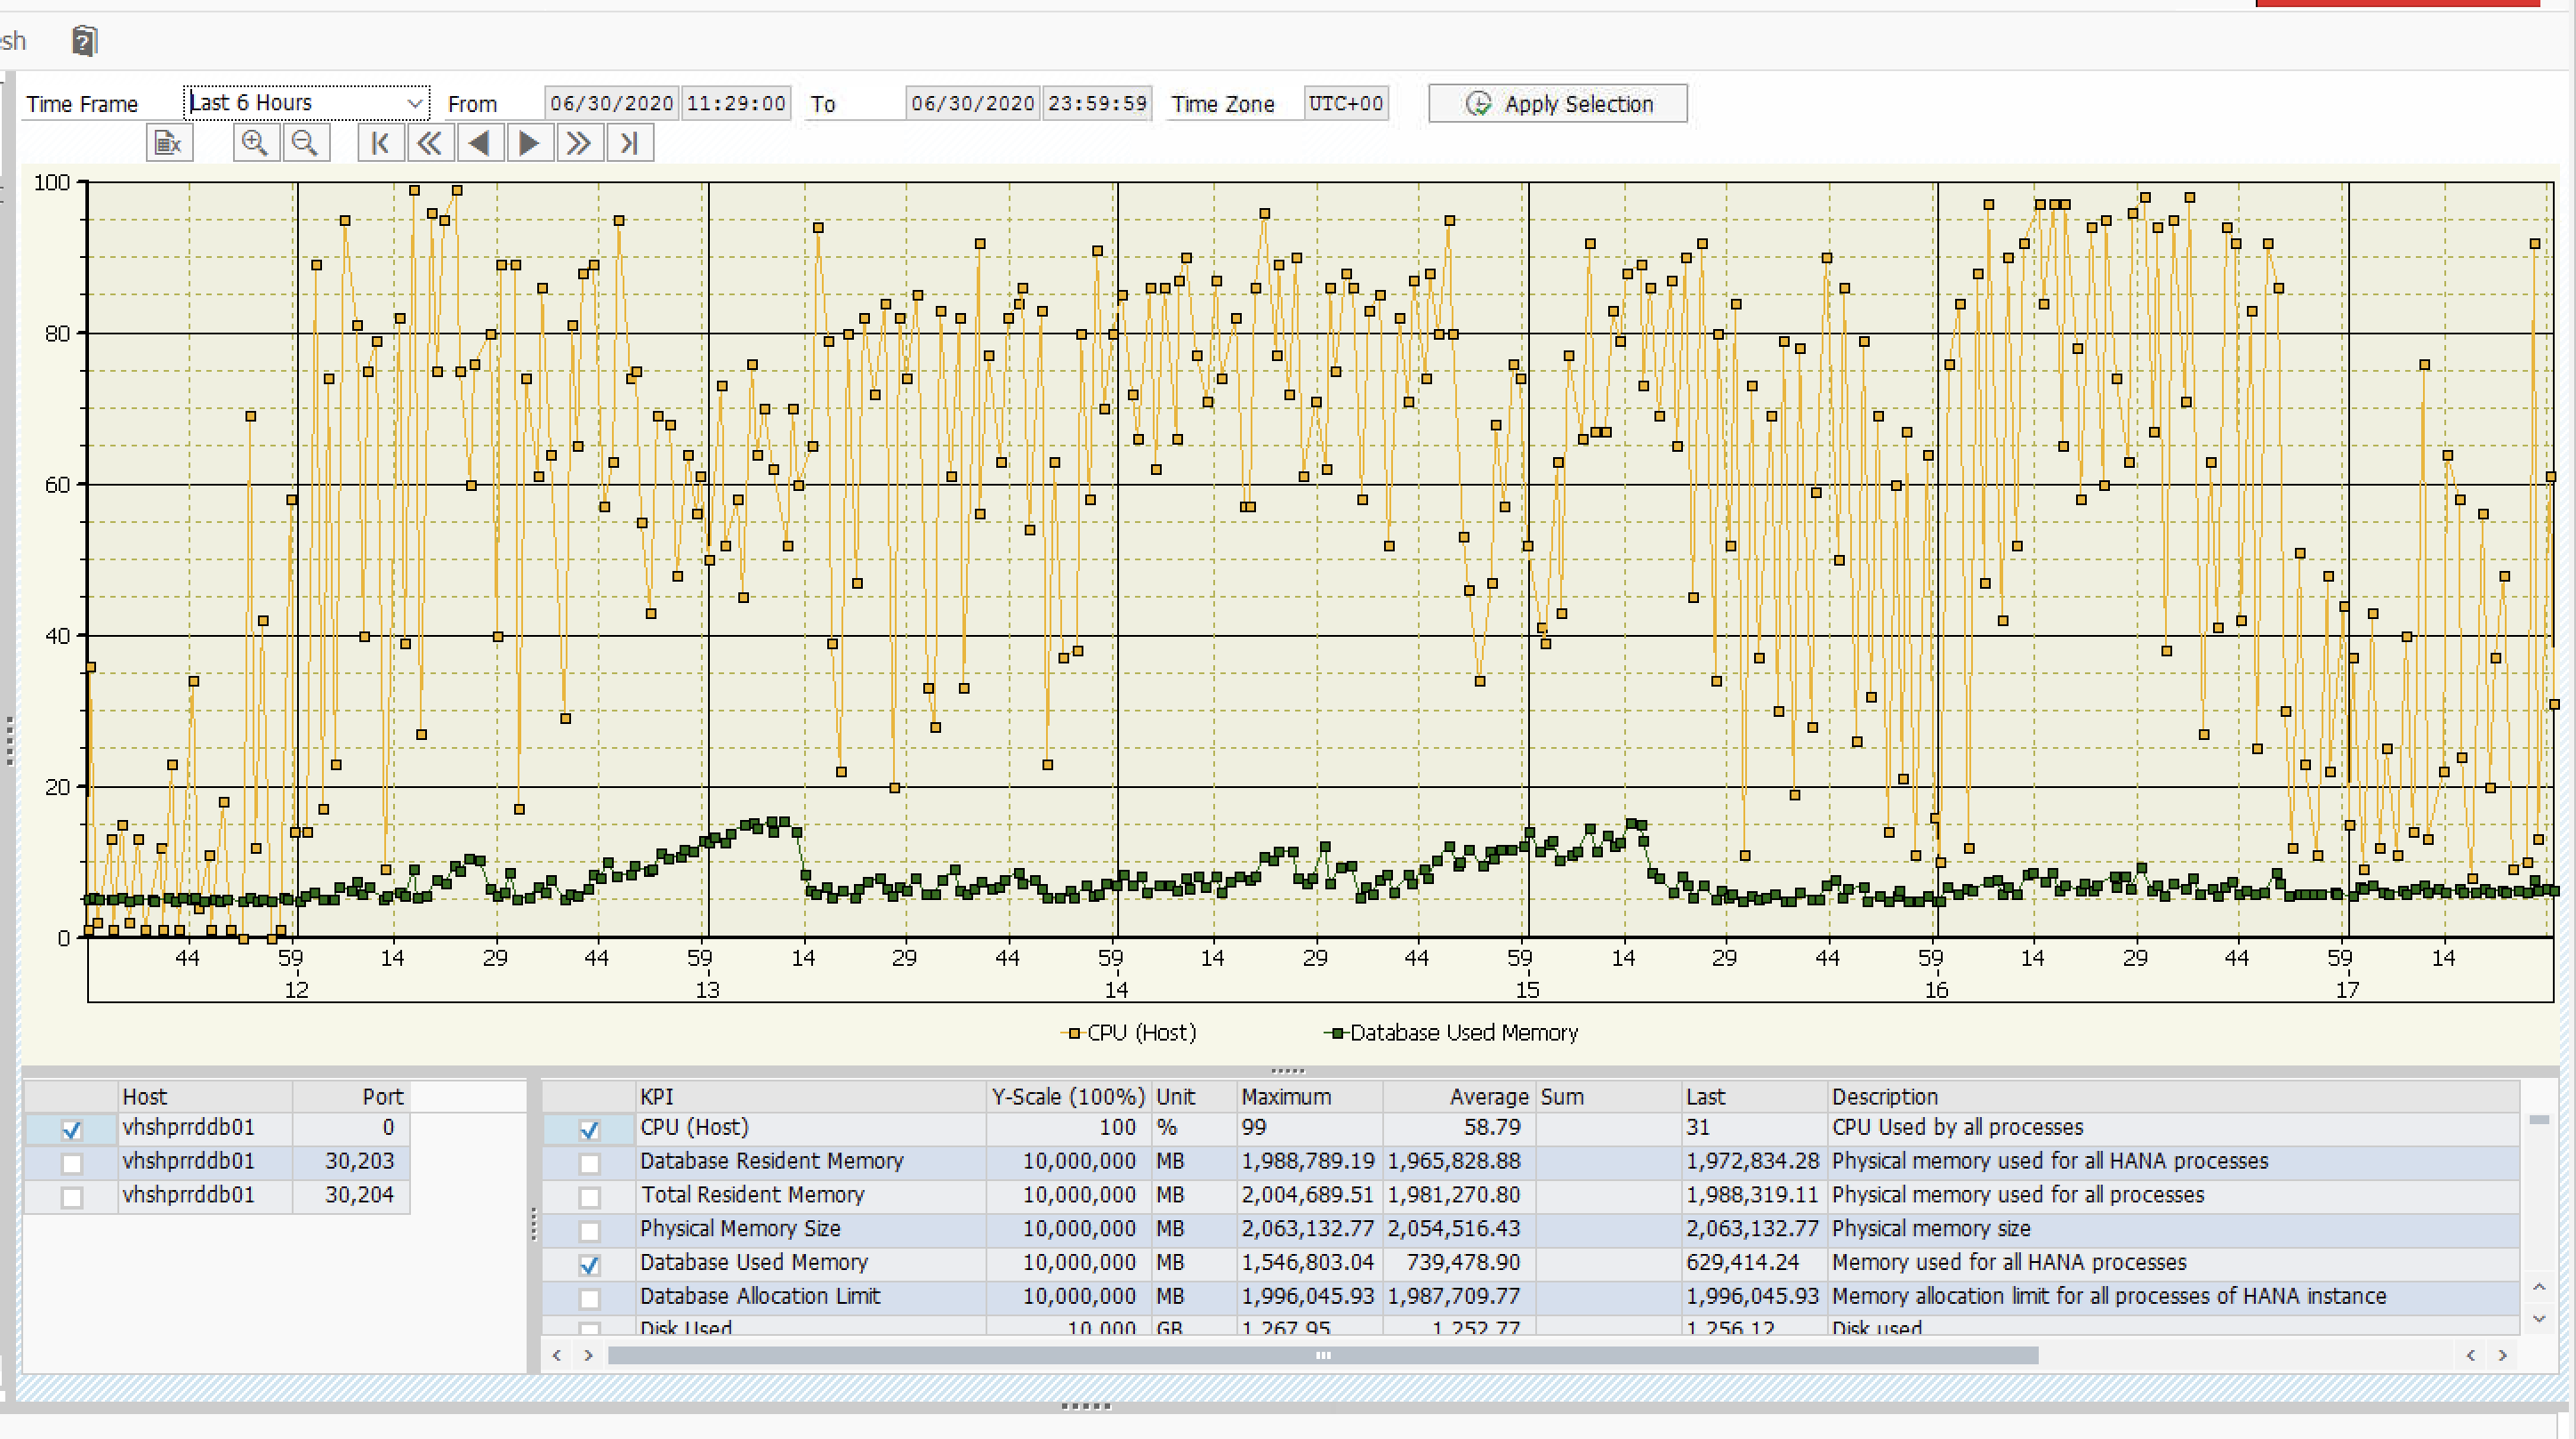 esh
Time Frame Last 6 Hours From 06/30/2020 11:29:00 To 06/30/2020 23:59:59 Time Zone UTC+00 Apply Selection
100
80
60
40
20
0
44 59 14 29 44 59 14 29 44 59 14 29 44 59 14 29 44 59 14 29 44 59 14
12 13 14 15 16 17
CPU (Host) Database Used Memory
Host Port
vhshprrddb01 0
vhshprrddb01 30,203
vhshprrddb01 30,204
KPI Y-Scale (100%) Unit Maximum Average Sum Last Description
CPU (Host) 100 % 99 58.79 31 CPU Used by all processes
Database Resident Memory 10,000,000 MB 1,988,789.19 1,965,828.88 1,972,834.28 Physical memory used for all HANA processes
Total Resident Memory 10,000,000 MB 2,004,689.51 1,981,270.80 1,988,319.11 Physical memory used for all processes
Physical Memory Size 10,000,000 MB 2,063,132.77 2,054,516.43 2,063,132.77 Physical memory size
Database Used Memory 10,000,000 MB 1,546,803.04 739,478.90 629,414.24 Memory used for all HANA processes
Database Allocation Limit 10,000,000 MB 1,996,045.93 1,987,709.77 1,996,045.93 Memory allocation limit for all processes of HANA instance
Disk Used 10,000 GB 1,267.95 1,252.77 1,256.12 Disk used